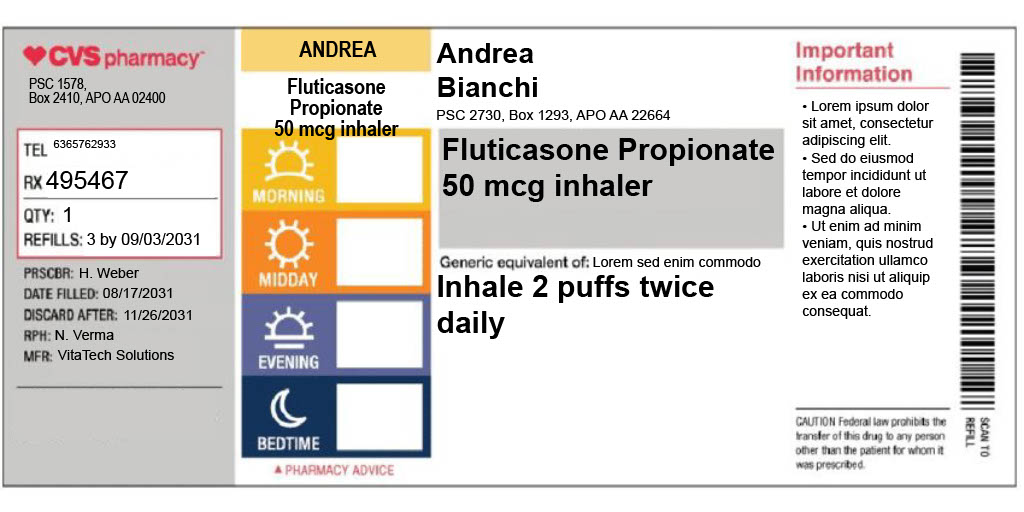 CVS pharmacy
PSC 1578,
Box 2410, APO AA 02400
TEL 6365762933
RX 495467
QTY: 1
REFILLS: 3 by 09/03/2031
PRSCBR: H. Weber
DATE FILLED: 08/17/2031
DISCARD AFTER: 11/26/2031
RPH: N. Verma
MFR: VitaTech Solutions
ANDREA
Fluticasone
Propionate
50 mcg inhaler
MORNING
MIDDAY
EVENING
BEDTIME
▲ PHARMACY ADVICE
Andrea
Bianchi
PSC 2730, Box 1293, APO AA 22664
Fluticasone Propionate
50 mcg inhaler
Generic equivalent of: Lorem sed enim commodo
Inhale 2 puffs twice
daily
Important
Information
• Lorem ipsum dolor
sit amet, consectetur
adipiscing elit.
• Sed do eiusmod
tempor incididunt ut
labore et dolore
magna aliqua.
• Ut enim ad minim
veniam, quis nostrud
exercitation ullamco
laboris nisi ut aliquip
ex ea commodo
consequat.
CAUTION Federal law prohibits the
transfer of this drug to any person
other than the patient for whom it
was prescribed.
SCAN TO
REFILL